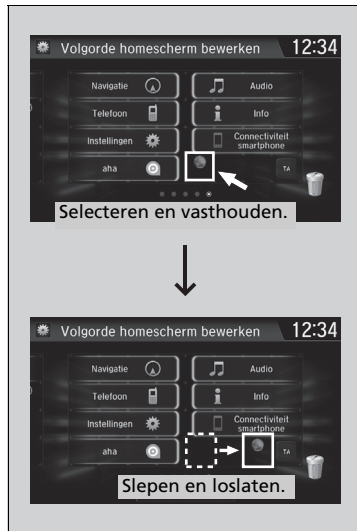 Volgorde homescherm bewerken 12:34
Navigatie Audio
Telefoon Info
Instellingen Connectiviteit
smartphone
aha TA
Selecteren en vasthouden.
Volgorde homescherm bewerken 12:34
Navigatie Audio
Telefoon Info
Instellingen Connectiviteit
smartphone
aha TA
Slepen en loslaten.